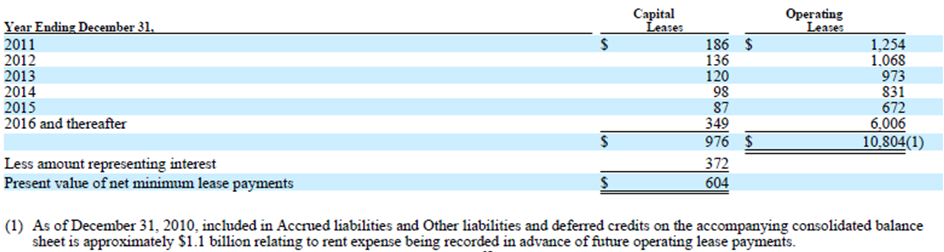 Capital Operating
Year Ending December 31, Leases Leases
2011 $ 186 $ 1,254
2012 136 1,068
2013 120 973
2014 98 831
2015 87 672
2016 and thereafter 349 6,006
$ 976 $ 10,804(1)
Less amount representing interest 372
Present value of net minimum lease payments $ 604
(1) As of December 31, 2010, included in Accrued liabilities and Other liabilities and deferred credits on the accompanying consolidated balance
sheet is approximately $1.1 billion relating to rent expense being recorded in advance of future operating lease payments.